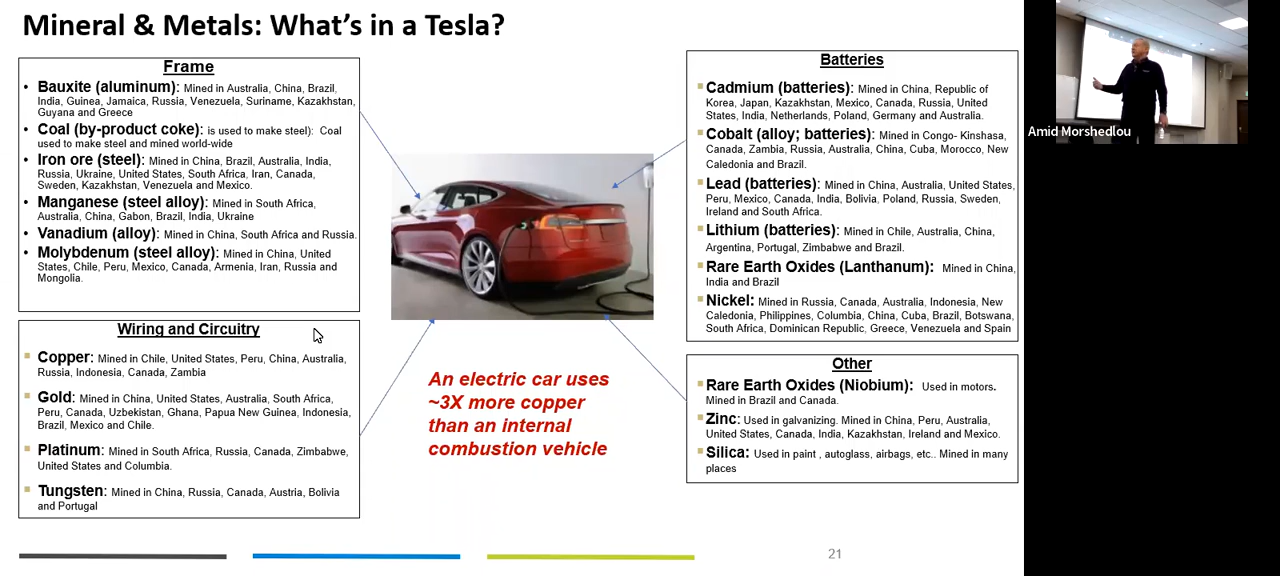 Mineral & Metals: What's in a Tesla?
Frame
• Bauxite (aluminum): Mined in Australia, China, Brazil,
India, Guinea, Jamaica, Russia, Venezuela, Suriname, Kazakhstan,
Guyana and Greece
• Coal (by-product coke): is used to make steel): Coal
used to make steel and mined world-wide
• Iron ore (steel): Mined in China, Brazil, Australia, India,
Russia, Ukraine, United States, South Africa, Iran, Canada,
Sweden, Kazakhstan, Venezuela and Mexico.
• Manganese (steel alloy): Mined in South Africa,
Australia, China, Gabon, Brazil, India, Ukraine
• Vanadium (alloy): Mined in China, South Africa and Russia.
• Molybdenum (steel alloy): Mined in China, United
States, Chile, Peru, Mexico, Canada, Armenia, Iran, Russia and
Mongolia.
Wiring and Circuitry
Copper: Mined in Chile, United States, Peru, China, Australia,
Russia, Indonesia, Canada, Zambia
Gold: Mined in China, United States, Australia, South Africa,
Peru, Canada, Uzbekistan, Ghana, Papua New Guinea, Indonesia,
Brazil, Mexico and Chile.
Platinum: Mined in South Africa, Russia, Canada, Zimbabwe,
United States and Columbia.
Tungsten: Mined in China, Russia, Canada, Austria, Bolivia
and Portugal
An electric car uses
~3X more copper
than an internal
combustion vehicle
Batteries
Cadmium (batteries): Mined in China, Republic of
Korea, Japan, Kazakhstan, Mexico, Canada, Russia, United
States, India, Netherlands, Poland, Germany and Australia.
Cobalt (alloy; batteries): Mined in Congo- Kinshasa,
Canada, Zambia, Russia, Australia, China, Cuba, Morocco, New
Caledonia and Brazil.
Lead (batteries): Mined in China, Australia, United States,
Peru, Mexico, Canada, India, Bolivia, Poland, Russia, Sweden,
Ireland and South Africa.
Lithium (batteries): Mined in Chile, Australia, China,
Argentina, Portugal, Zimbabwe and Brazil.
Rare Earth Oxides (Lanthanum): Mined in China,
India and Brazil
Nickel: Mined in Russia, Canada, Australia, Indonesia, New
Caledonia, Philippines, Columbia, China, Cuba, Brazil, Botswana,
South Africa, Dominican Republic, Greece, Venezuela and Spain
Other
Rare Earth Oxides (Niobium): Used in motors.
Mined in Brazil and Canada.
Zinc: Used in galvanizing. Mined in China, Peru, Australia,
United States, Canada, India, Kazakhstan, Ireland and Mexico.
Silica: Used in paint , autoglass, airbags, etc.. Mined in many
places
21
Amid Morshedlou